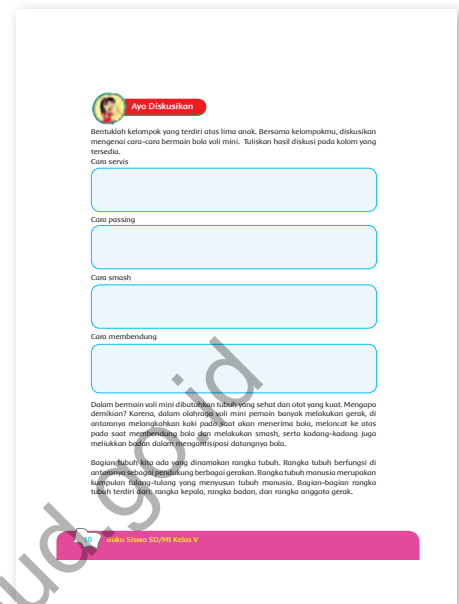 Ayo Diskusikan
Bentuklah kelompok yang terdiri atas lima anak. Bersama kelompokmu, diskusikan
mengenai cara-cara bermain bola voli mini. Tuliskan hasil diskusi pada kolom yang
tersedia.
Cara servis
Cara passing
Cara smash
Cara membendung
Dalam bermain voli mini dibutuhkan tubuh yang sehat dan otot yang kuat. Mengapa
demikian? Karena, dalam olahraga voli mini pemain banyak melakukan gerak, di
antaranya melangkahkan kaki pada saat akan menerima bola, meloncat ke atas
pada saat membendung bola dan melakukan smash, serta kadang-kadang juga
meliukkan badan dalam mengantisipasi datangnya bola.
Bagian tubuh kita ada yang dinamakan rangka tubuh. Rangka tubuh berfungsi di
antaranya sebagai pendukung berbagai gerakan. Rangka tubuh manusia merupakan
kumpulan tulang-tulang yang menyusun tubuh manusia. Bagian-bagian rangka
tubuh terdiri dari: rangka kepala, rangka badan, dan rangka anggota gerak.
10 Buku Siswa SD/MI Kelas V
ud.go.id